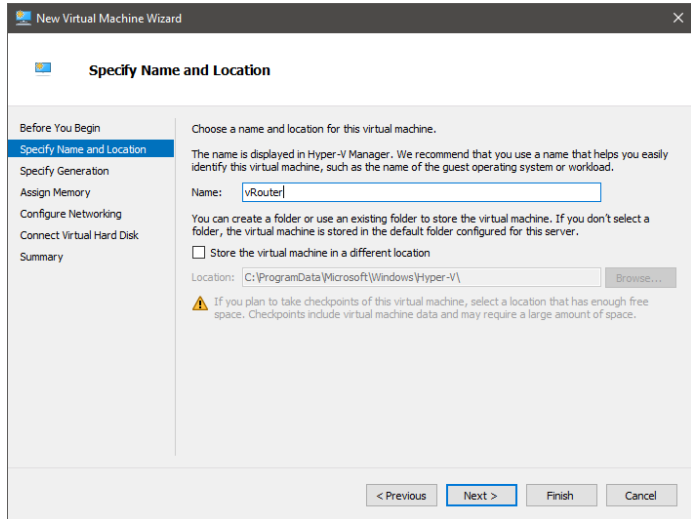 New Virtual Machine Wizard
Specify Name and Location
Before You Begin
Specify Name and Location
Specify Generation
Assign Memory
Configure Networking
Connect Virtual Hard Disk
Summary
Choose a name and location for this virtual machine.
The name is displayed in Hyper-V Manager. We recommend that you use a name that helps you easily
identify this virtual machine, such as the name of the guest operating system or workload.
Name: vRouter
You can create a folder or use an existing folder to store the virtual machine. If you don't select a
folder, the virtual machine is stored in the default folder configured for this server.
Store the virtual machine in a different location
Location: C:\ProgramData\Microsoft\Windows\Hyper-V\ Browse...
If you plan to take checkpoints of this virtual machine, select a location that has enough free
space. Checkpoints include virtual machine data and may require a large amount of space.
< Previous Next > Finish Cancel